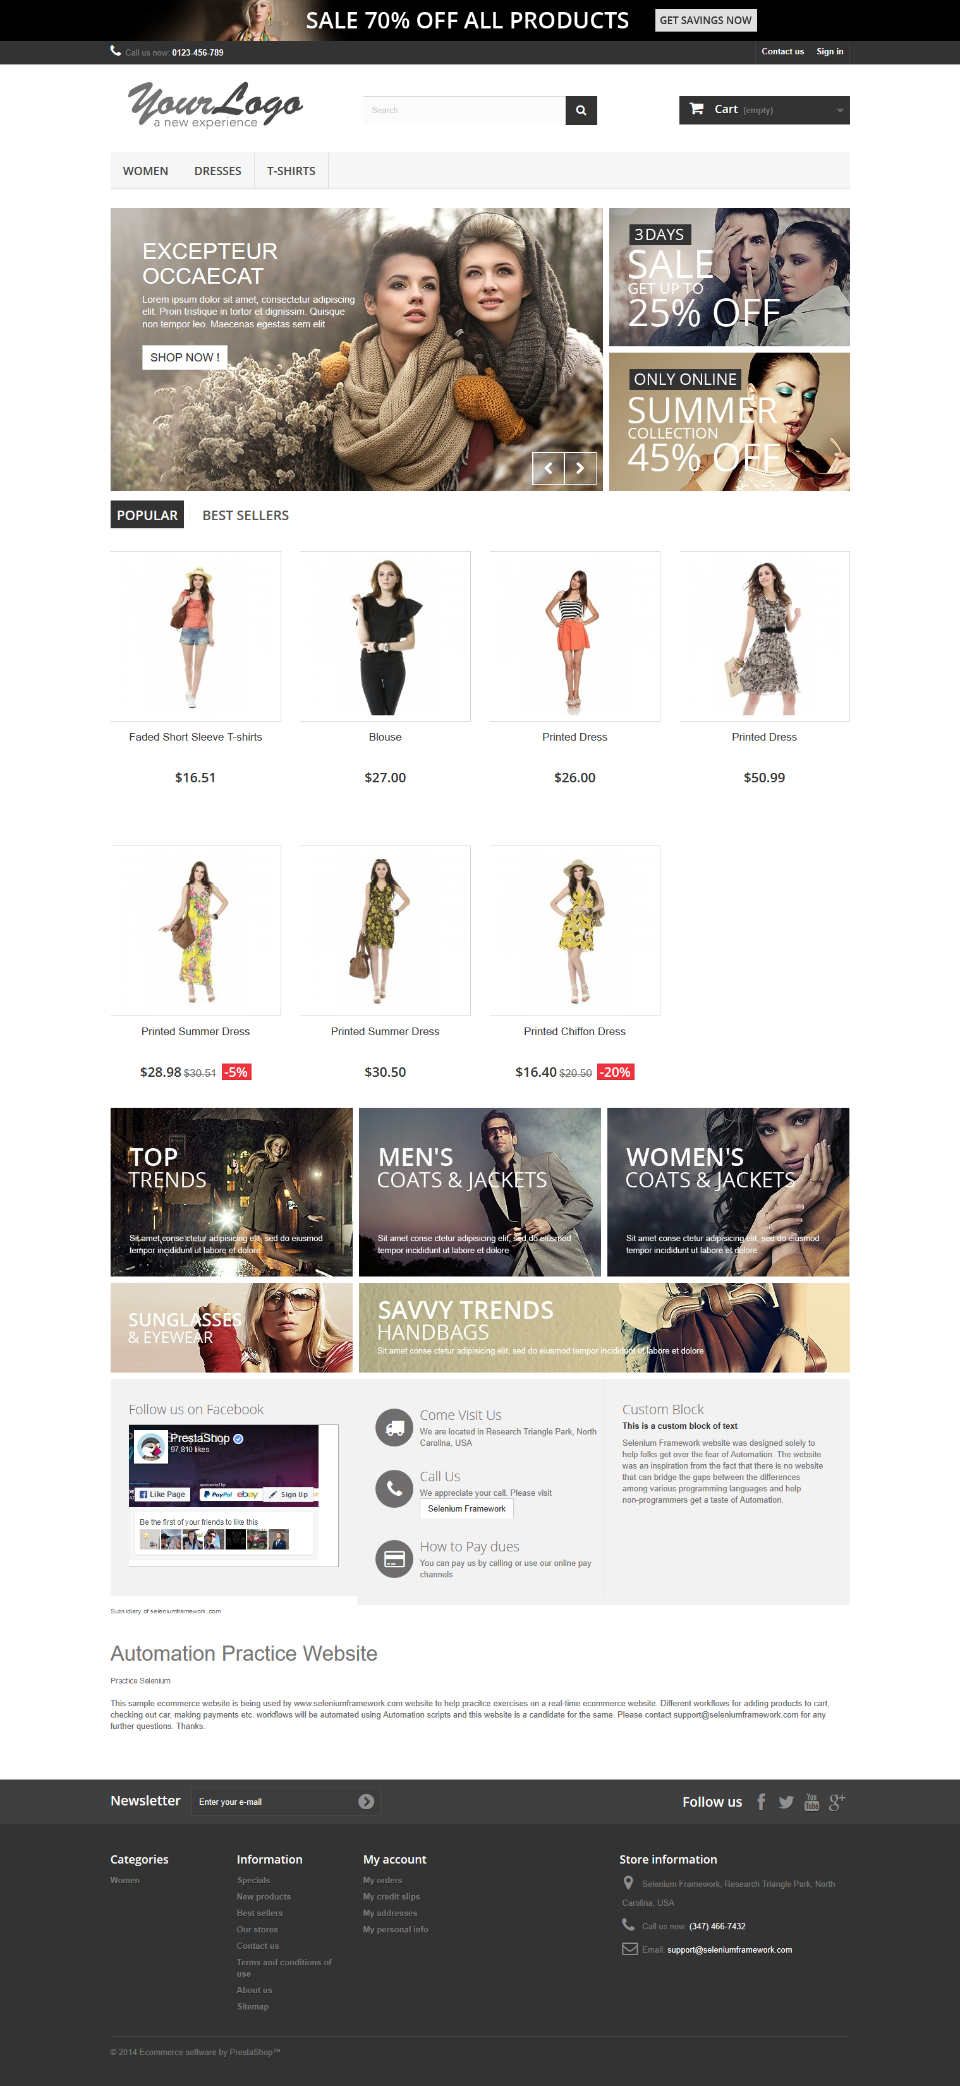 SALE 70% OFF ALL PRODUCTS GET SAVINGS NOW
Call us now: 0123-456-789 Contact us Sign in
YourLogo
a new experience
Search
Cart (empty)
WOMEN DRESSES T-SHIRTS
EXCEPTEUR
OCCAECAT
Lorem ipsum dolor sit amet, consectetur adipiscing
elit. Proin tristique in tortor et dignissim. Quisque
non tempor leo. Maecenas egestas sem elit
SHOP NOW !
3 DAYS
SALE
GET UP TO
25% OFF
ONLY ONLINE
SUMMER
COLLECTION
45% OFF
POPULAR BEST SELLERS
Faded Short Sleeve T-shirts Blouse Printed Dress Printed Dress
$16.51 $27.00 $26.00 $50.99
Printed Summer Dress Printed Summer Dress Printed Chiffon Dress
$28.98 $30.51 -5% $30.50 $16.40 $20.50 -20%
TOP
TRENDS
Sit amet conse ctetur adipisicing elit, sed do eiusmod
tempor incididunt ut labore et dolore
MEN'S
COATS & JACKETS
Sit amet conse ctetur adipisicing elit, sed do eiusmod
tempor incididunt ut labore et dolore
WOMEN'S
COATS & JACKETS
Sit amet conse ctetur adipisicing elit, sed do eiusmod
tempor incididunt ut labore et dolore
SUNGLASSES
& EYEWEAR
SAVVY TRENDS
HANDBAGS
Sit amet conse ctetur adipisicing elit, sed do eiusmod tempor incididunt ut labore et dolore
Follow us on Facebook
PrestaShop
97,810 likes
Like Page PayPal ebay Sign Up
Be the first of your friends to like this
Come Visit Us
We are located in Research Triangle Park, North
Carolina, USA
Call Us
We appreciate your call. Please visit
Selenium Framework
How to Pay dues
You can pay us by calling or use our online pay
channels
Custom Block
This is a custom block of text
Selenium Framework website was designed solely to
help folks get over the fear of Automation. The website
was an inspiration from the fact that there is no website
that can bridge the gaps between the differences
among various programming languages and help
non-programmers get a taste of Automation.
Subsidiary of seleniumframework.com
Automation Practice Website
Practice Selenium
This sample ecommerce website is being used by www.seleniumframework.com website to help pracitce exercises on a real-time ecommerce website. Different workflows for adding products to cart,
checking out car, making payments etc. workflows will be automated using Automation scripts and this website is a candidate for the same. Please contact support@seleniumframework.com for any
further questions. Thanks.
Newsletter Enter your e-mail Follow us
Categories
Women
Information
Specials
New products
Best sellers
Our stores
Contact us
Terms and conditions of
use
About us
Sitemap
My account
My orders
My credit slips
My addresses
My personal info
Store information
Selenium Framework, Research Triangle Park, North
Carolina, USA
Call us now: (347) 466-7432
Email: support@seleniumframework.com
© 2014 Ecommerce software by PrestaShop™